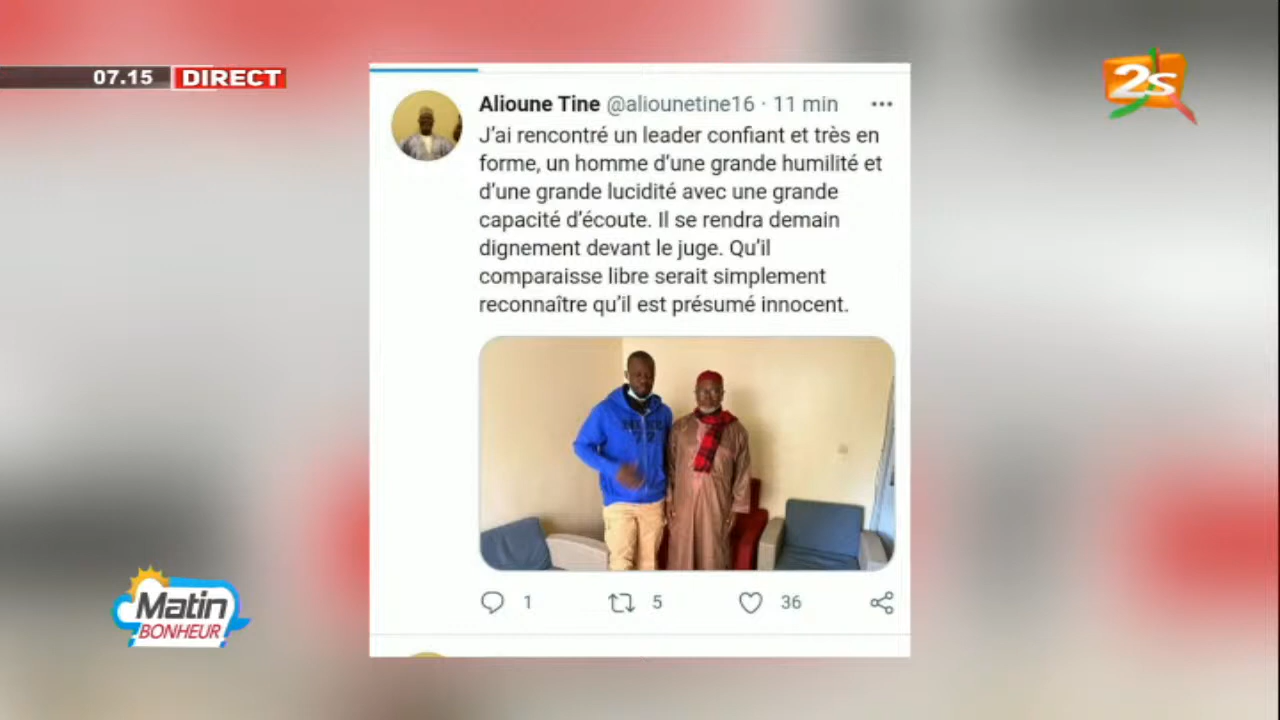 07.15 DIRECT
2S
Alioune Tine @aliounetine16 · 11 min
J'ai rencontré un leader confiant et très en
forme, un homme d'une grande humilité et
d'une grande lucidité avec une grande
capacité d'écoute. Il se rendra demain
dignement devant le juge. Qu'il
comparaisse libre serait simplement
reconnaître qu'il est présumé innocent.
1 5 36
Matin
BONHEUR